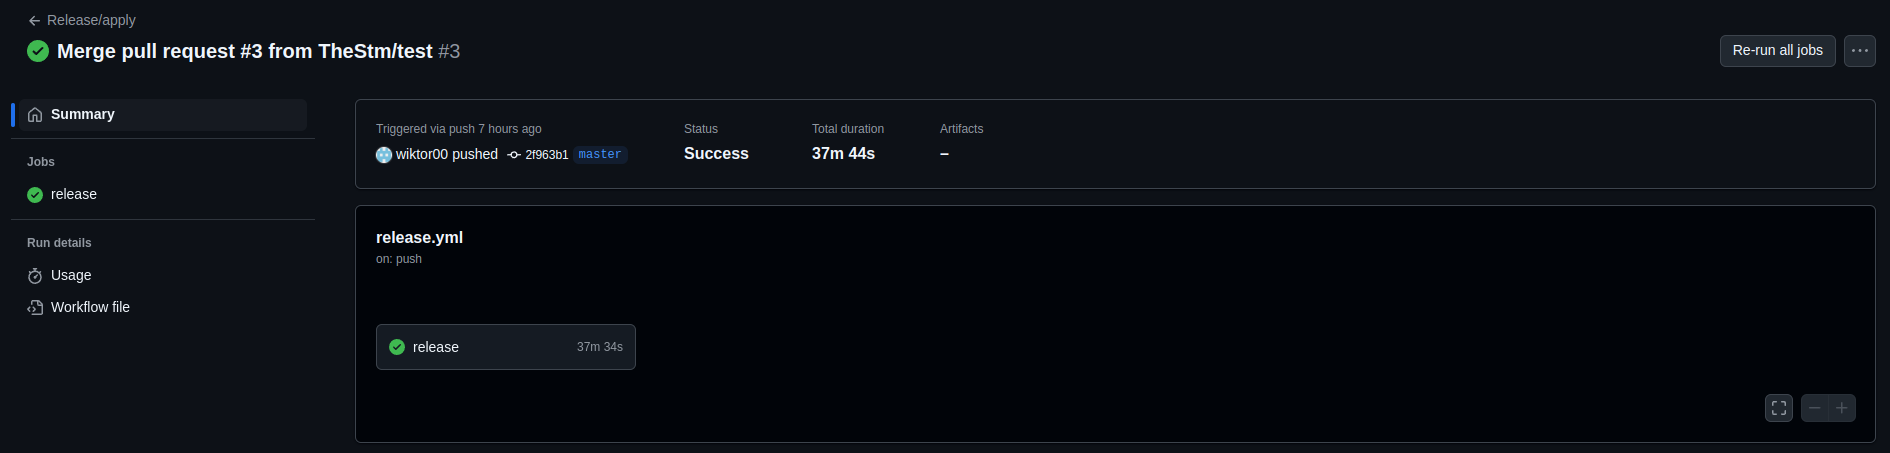 Release/apply
Merge pull request #3 from TheStm/test #3
Re-run all jobs
Summary
Jobs
release
Run details
Usage
Workflow file
Triggered via push 7 hours ago
wiktor00 pushed 2f963b1 master
Status
Success
Total duration
37m 44s
Artifacts
–
release.yml
on: push
release 37m 34s